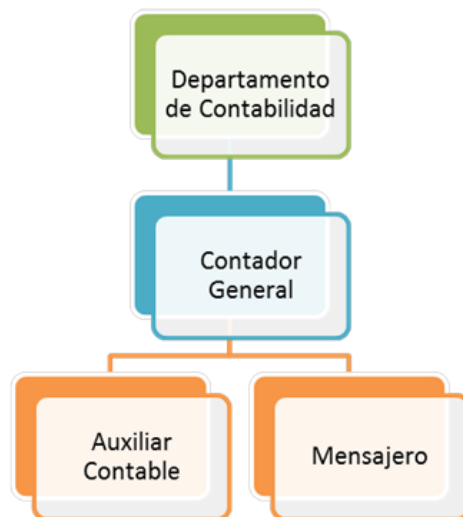 Departamento
de Contabilidad
Contador
General
Auxiliar
Contable
Mensajero